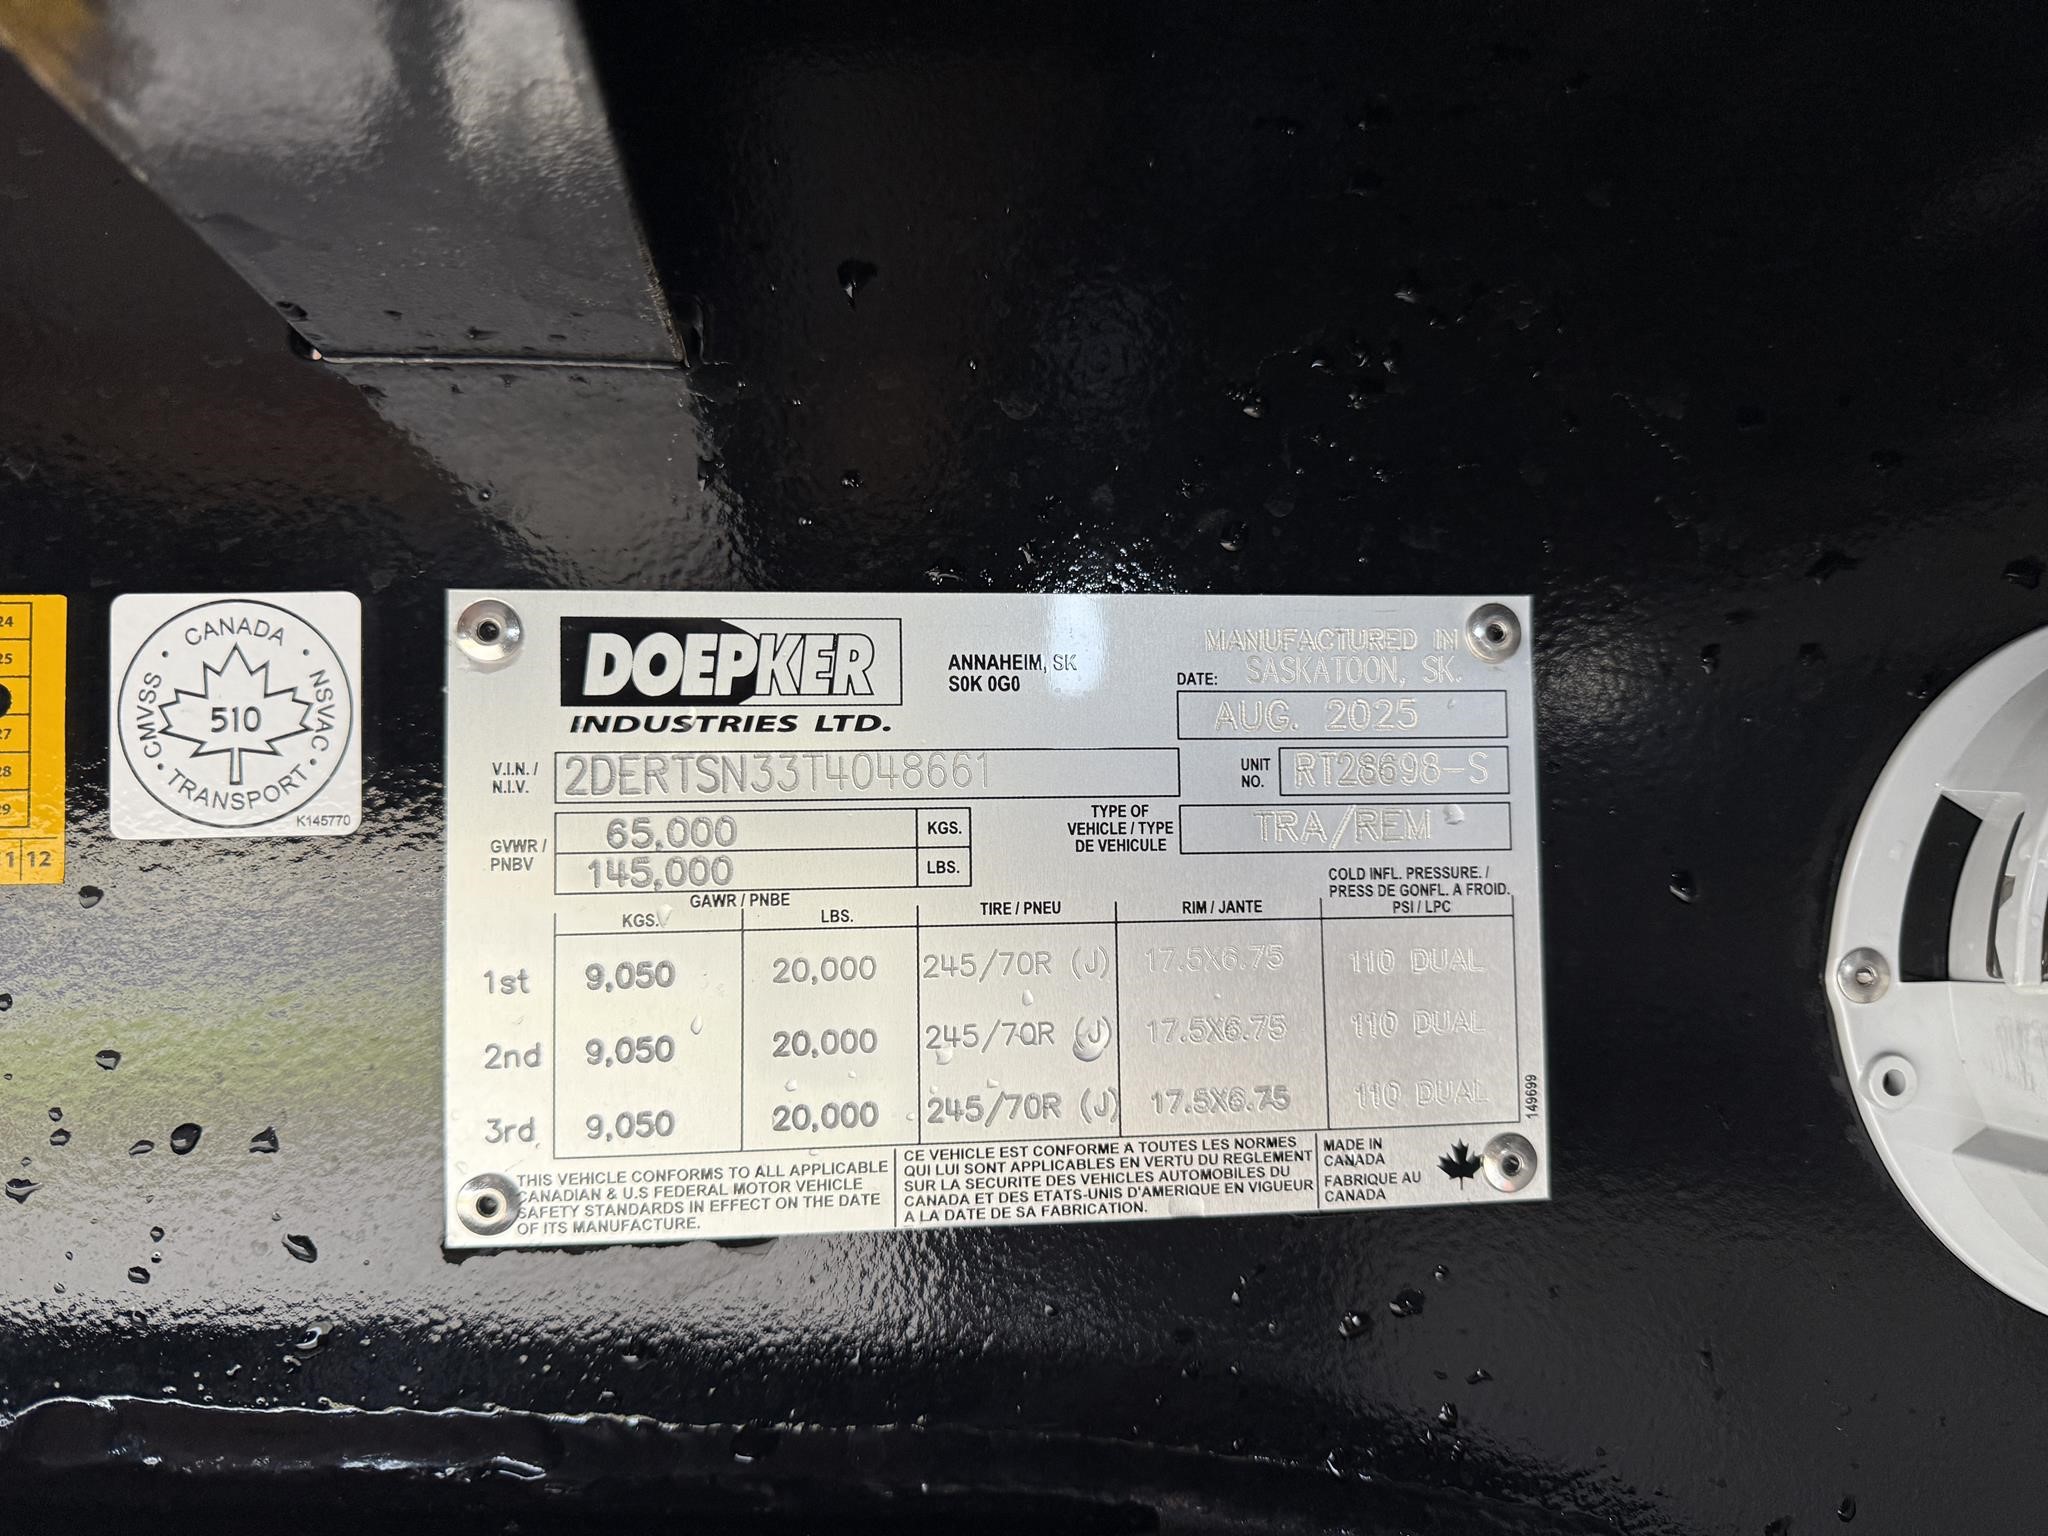 24
25
27
28
29
11 12
CANADA
CMVSS · NSVAC
510
TRANSPORT
K145770
DOEPKER
INDUSTRIES LTD.
ANNAHEIM, SK
S0K 0G0
MANUFACTURED IN
SASKATOON, SK.
DATE:
AUG. 2025
V.I.N. /
N.I.V.
2DERTSN33T4048661
UNIT
NO.
RT28698-S
GVWR /
PNBV
65,000 KGS.
145,000 LBS.
TYPE OF
VEHICLE / TYPE
DE VEHICULE
TRA/REM
GAWR / PNBE
KGS. LBS. TIRE / PNEU RIM / JANTE
COLD INFL. PRESSURE. /
PRESS DE GONFL. A FROID.
PSI / LPC
1st 9,050 20,000 245/70R (J) 17.5X6.75 110 DUAL
2nd 9,050 20,000 245/70R (J) 17.5X6.75 110 DUAL
3rd 9,050 20,000 245/70R (J) 17.5X6.75 110 DUAL
149699
THIS VEHICLE CONFORMS TO ALL APPLICABLE
CANADIAN & U.S FEDERAL MOTOR VEHICLE
SAFETY STANDARDS IN EFFECT ON THE DATE
OF ITS MANUFACTURE.
CE VEHICLE EST CONFORME A TOUTES LES NORMES
QUI LUI SONT APPLICABLES EN VERTU DU REGLEMENT
SUR LA SECURITE DES VEHICLES AUTOMOBILES DU
CANADA ET DES ETATS-UNIS D'AMERIQUE EN VIGUEUR
A LA DATE DE SA FABRICATION.
MADE IN
CANADA
FABRIQUE AU
CANADA